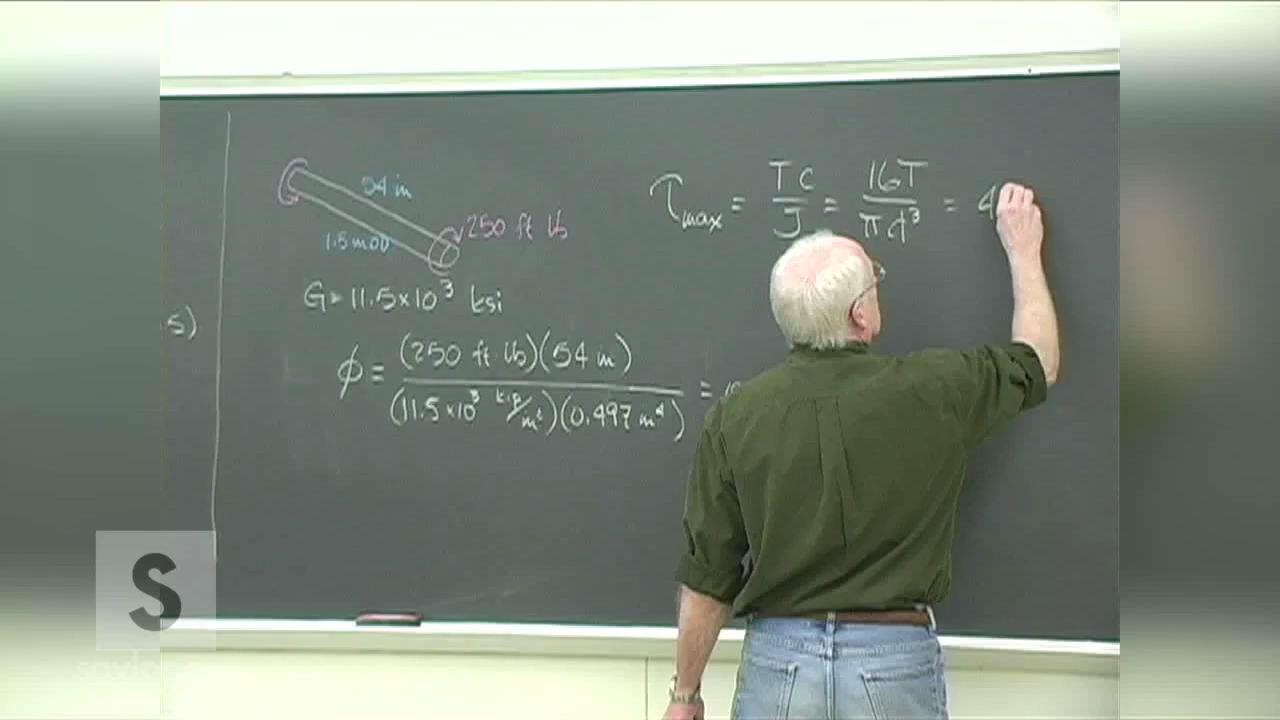 54 in
250 ft lb
1.5 in OD
G = 11.5×10³ ksi
ϕ = (250 ft lb)(54 in) / (11.5×10³ kip/in²)(0.497 in⁴) =
τmax = Tc/J = 16T/πd³ = 4
s)
S